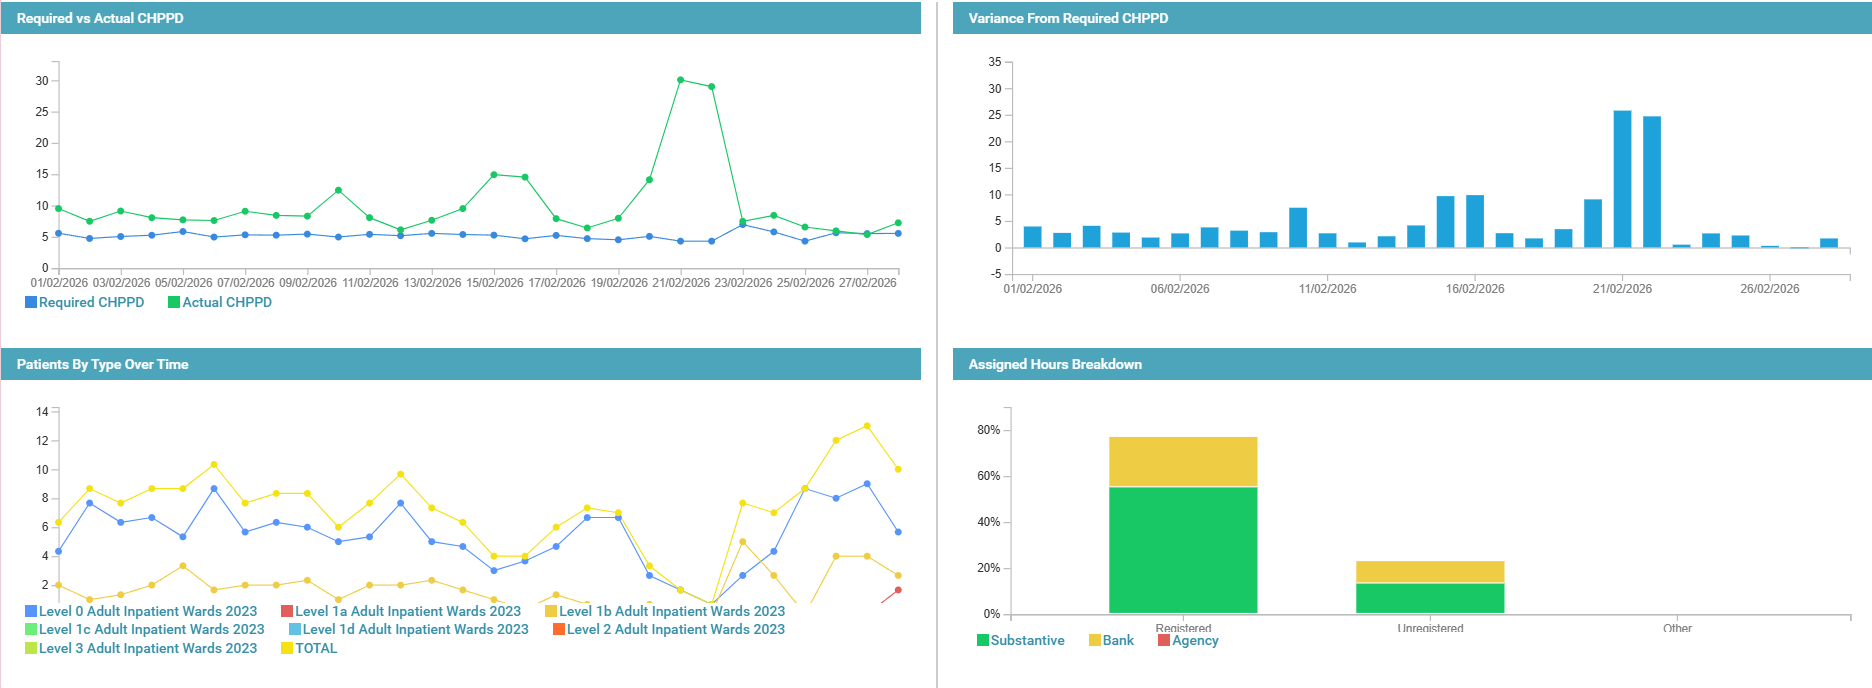 Required vs Actual CHPPD
30
25
20
15
10
5
0
01/02/2026 03/02/2026 05/02/2026 07/02/2026 09/02/2026 11/02/2026 13/02/2026 15/02/2026 17/02/2026 19/02/2026 21/02/2026 23/02/2026 25/02/2026 27/02/2026
Required CHPPD Actual CHPPD
Variance From Required CHPPD
35
30
25
20
15
10
5
0
-5
01/02/2026 06/02/2026 11/02/2026 16/02/2026 21/02/2026 26/02/2026
Patients By Type Over Time
14
12
10
8
6
4
2
Level 0 Adult Inpatient Wards 2023 Level 1a Adult Inpatient Wards 2023 Level 1b Adult Inpatient Wards 2023
Level 1c Adult Inpatient Wards 2023 Level 1d Adult Inpatient Wards 2023 Level 2 Adult Inpatient Wards 2023
Level 3 Adult Inpatient Wards 2023 TOTAL
Assigned Hours Breakdown
80%
60%
40%
20%
0%
Registered Unregistered Other
Substantive Bank Agency